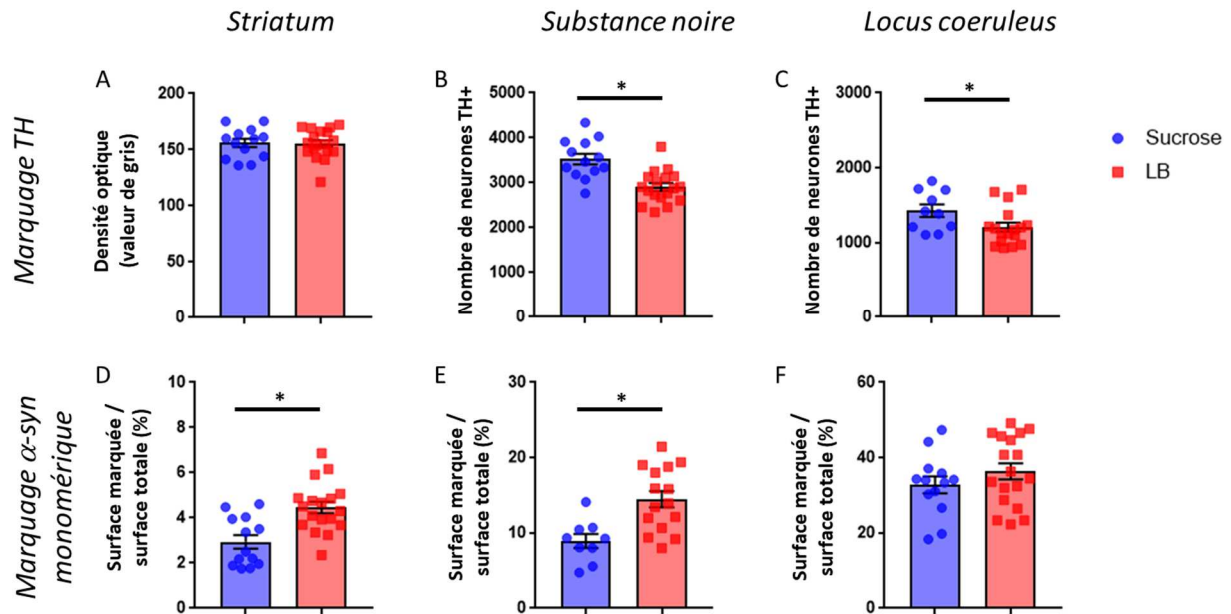 Striatum
Substance noire
Locus coeruleus
Marquage TH
A
Densité optique
(valeur de gris)
200
150
100
50
0
B
Nombre de neurones TH+
5000
4000
3000
2000
1000
0
*
C
Nombre de neurones TH+
3000
2000
1000
0
*
Sucrose
LB
Marquage α-syn
monomérique
D
Surface marquée /
surface totale (%)
10
8
6
4
2
0
*
E
Surface marquée /
surface totale (%)
30
20
10
0
*
F
Surface marquée /
surface totale (%)
60
40
20
0